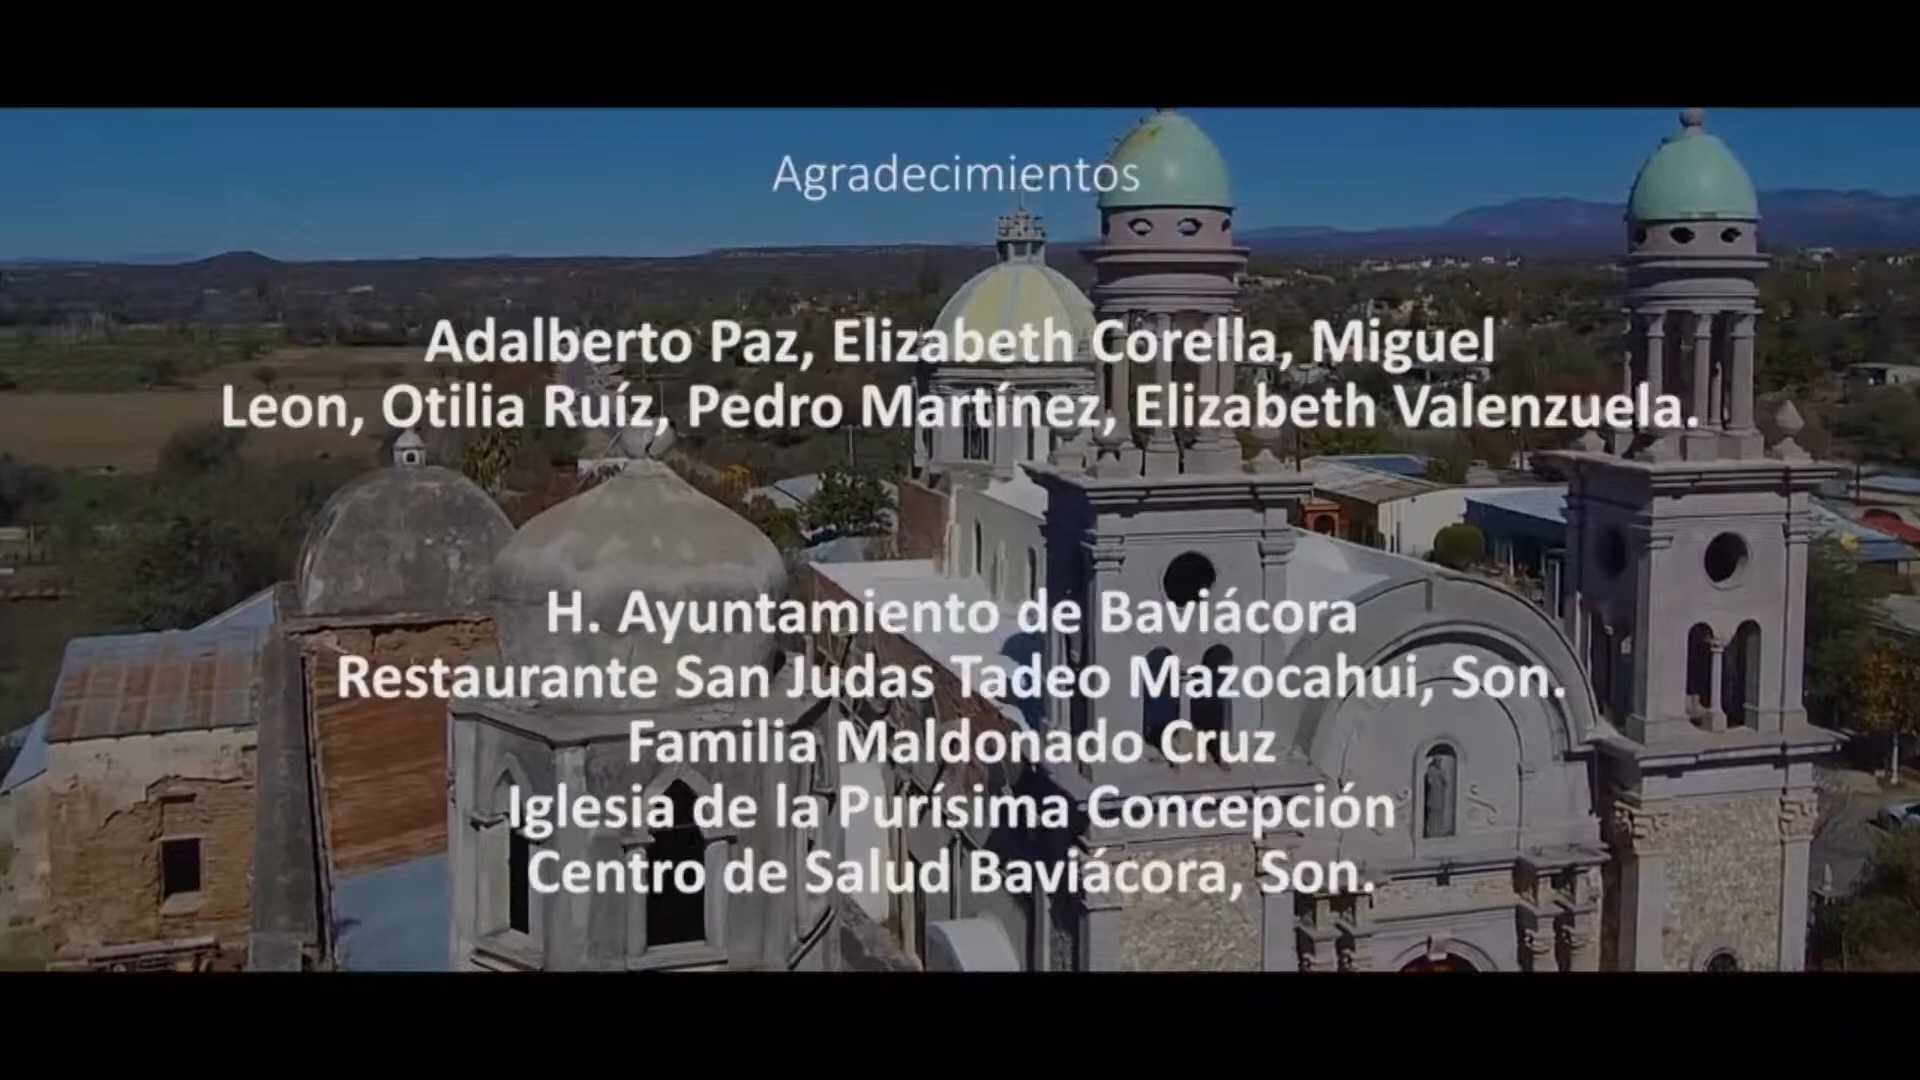 Agradecimientos
Adalberto Paz, Elizabeth Corella, Miguel
Leon, Otilia Ruíz, Pedro Martínez, Elizabeth Valenzuela.
H. Ayuntamiento de Baviácora
Restaurante San Judas Tadeo Mazocahui, Son.
Familia Maldonado Cruz
Iglesia de la Purísima Concepción
Centro de Salud Baviácora, Son.